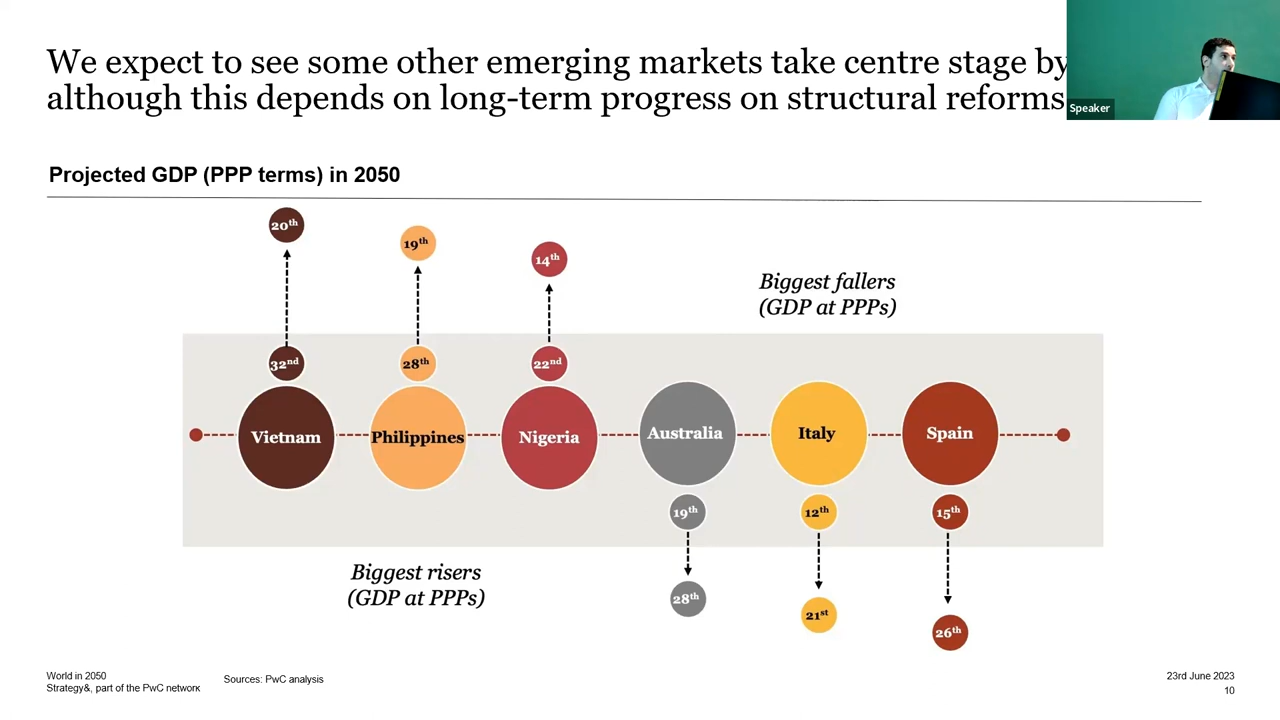 We expect to see some other emerging markets take centre stage by
although this depends on long-term progress on structural reforms
Speaker
Projected GDP (PPP terms) in 2050
20th
19th
14th
Biggest fallers
(GDP at PPPs)
32nd
28th
22nd
Vietnam
Philippines
Nigeria
Australia
Italy
Spain
19th
12th
15th
Biggest risers
(GDP at PPPs)
28th
21st
26th
World in 2050
Strategy&, part of the PwC network
Sources: PwC analysis
23rd June 2023
10